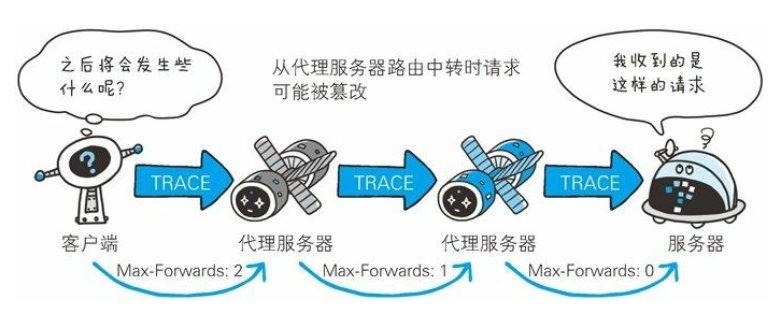 之后将会发生些
什么呢?
从代理服务器路由中转时请求
可能被篡改
我收到的是
这样的请求
TRACE
TRACE
TRACE
客户端
代理服务器
代理服务器
服务器
Max-Forwards: 2
Max-Forwards: 1
Max-Forwards: 0